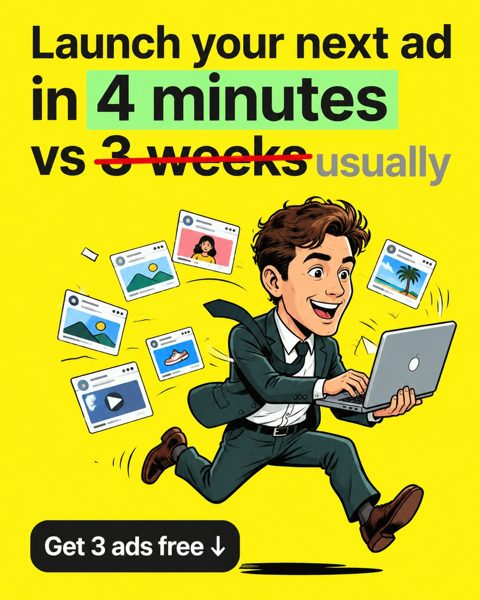 Launch your next ad
in 4 minutes
vs 3 weeks usually
Get 3 ads free ↓